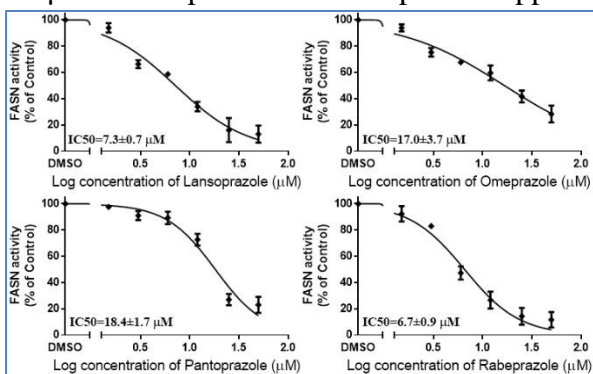 FASN activity
(% of Control)
100
80
60
40
20
0
IC50=7.3±0.7 µM
DMSO 0.5 1.0 1.5 2.0
Log concentration of Lansoprazole (µM)
FASN activity
(% of Control)
100
80
60
40
20
0
IC50=17.0±3.7 µM
DMSO 0.5 1.0 1.5 2.0
Log concentration of Omeprazole (µM)
FASN activity
(% of Control)
100
80
60
40
20
0
IC50=18.4±1.7 µM
DMSO 0.5 1.0 1.5 2.0
Log concentration of Pantoprazole (µM)
FASN activity
(% of Control)
100
80
60
40
20
0
IC50=6.7±0.9 µM
DMSO 0.5 1.0 1.5 2.0
Log concentration of Rabeprazole (µM)